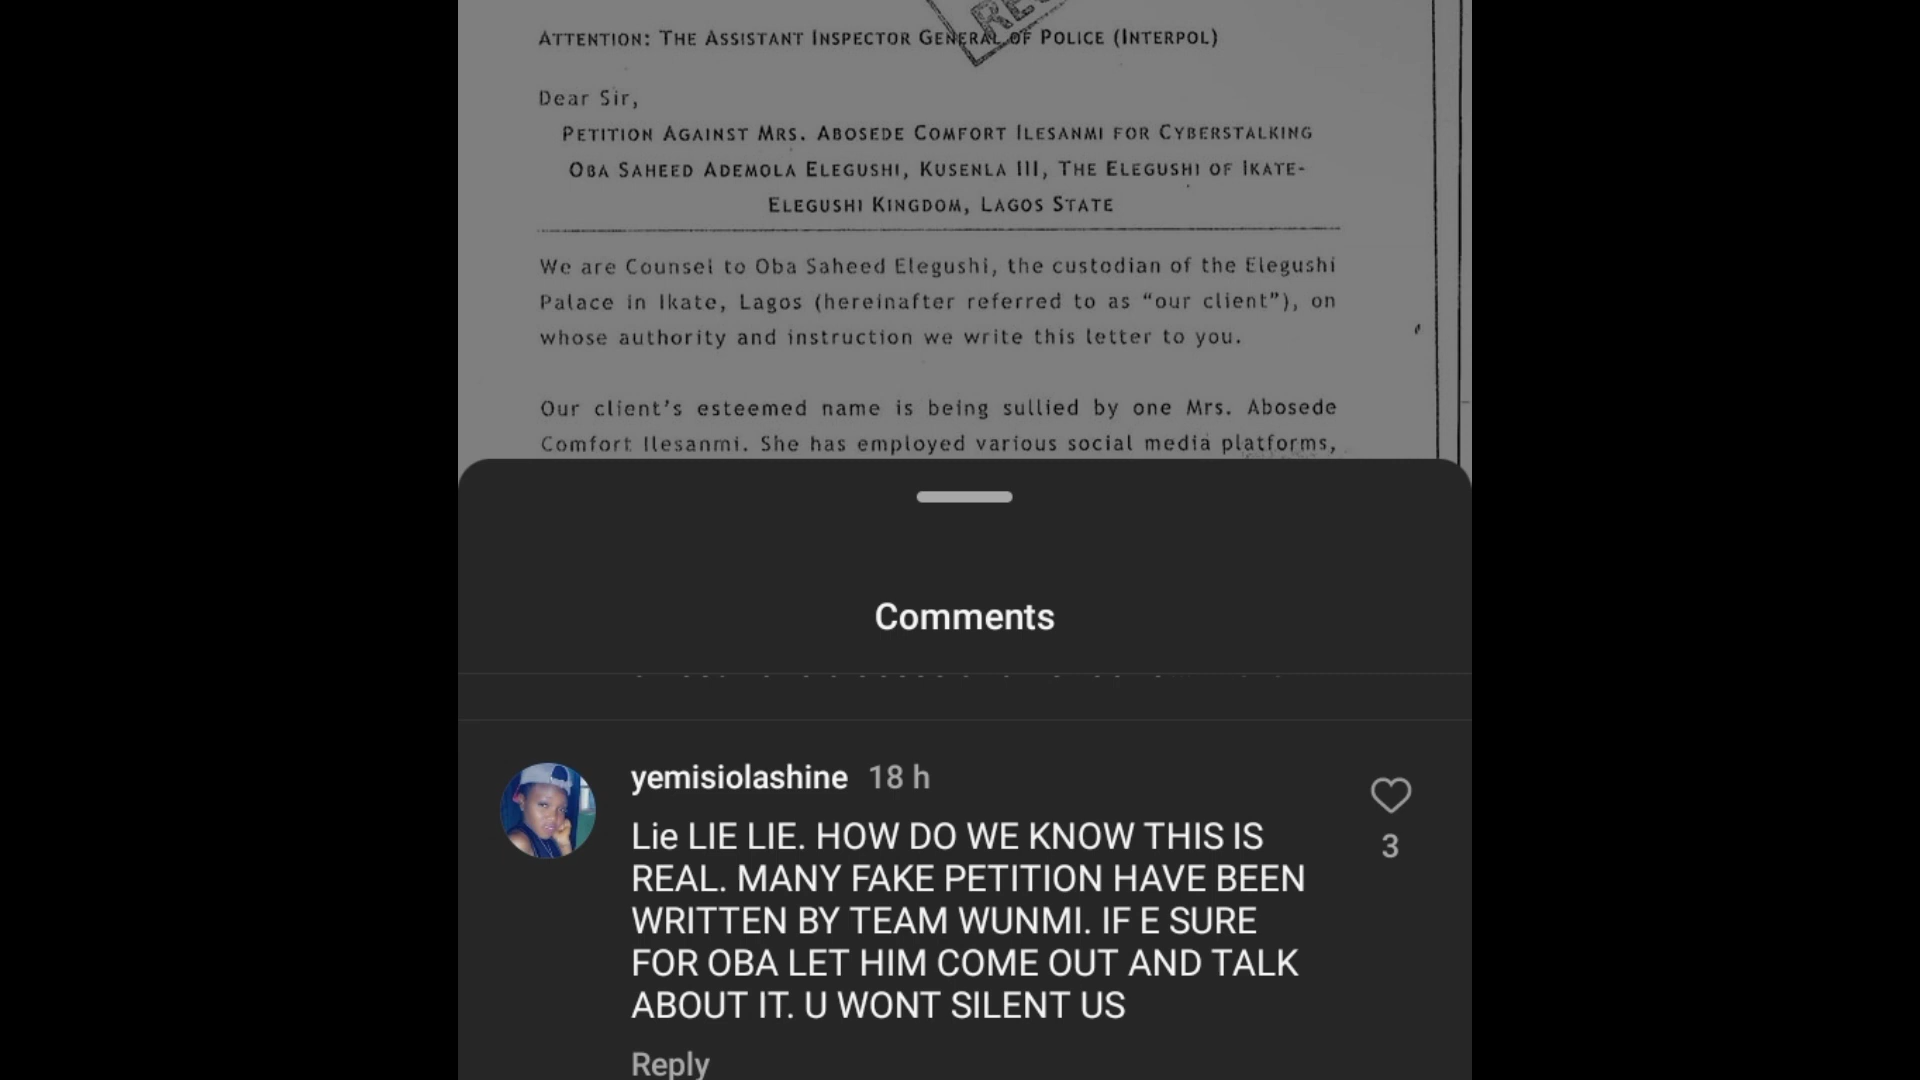 ATTENTION: THE ASSISTANT INSPECTOR GENERAL OF POLICE (INTERPOL)
Dear Sir,
PETITION AGAINST MRS. ABOSEDE COMFORT ILESANMI FOR CYBERSTALKING
OBA SAHEED ADEMOLA ELEGUSHI, KUSENLA III, THE ELEGUSHI OF IKATE-
ELEGUSHI KINGDOM, LAGOS STATE
We are Counsel to Oba Saheed Elegushi, the custodian of the Elegushi
Palace in Ikate, Lagos (hereinafter referred to as “our client”), on
whose authority and instruction we write this letter to you.
Our client’s esteemed name is being sullied by one Mrs. Abosede
Comfort Ilesanmi. She has employed various social media platforms,
Comments
yemisiolashine 18 h
Lie LIE LIE. HOW DO WE KNOW THIS IS
REAL. MANY FAKE PETITION HAVE BEEN
WRITTEN BY TEAM WUNMI. IF E SURE
FOR OBA LET HIM COME OUT AND TALK
ABOUT IT. U WONT SILENT US
3
Reply